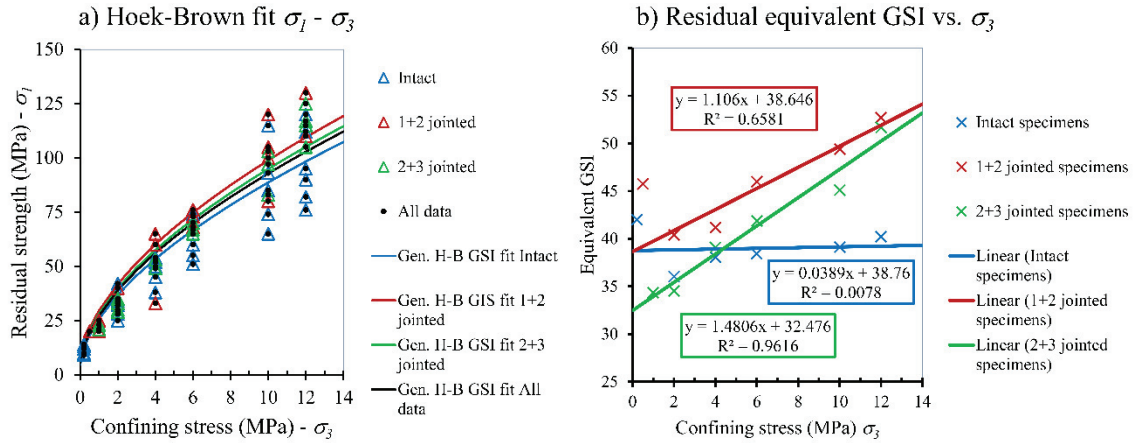 a) Hoek-Brown fit σ1 - σ3
150
125
100
75
50
25
0
0 2 4 6 8 10 12 14
Residual strength (MPa) - σ1
Confining stress (MPa) - σ3
Intact
1+2 jointed
2+3 jointed
All data
Gen. H-B GSI fit Intact
Gen. H-B GIS fit 1+2
jointed
Gen. H-B GSI fit 2+3
jointed
Gen. H-B GSI fit All
data
b) Residual equivalent GSI vs. σ3
60
55
50
45
40
35
30
25
0 2 4 6 8 10 12 14
Equivalent GSI
Confining stress (MPa) σ3
y = 1.106x + 38.646
R² = 0.6581
y = 0.0389x + 38.76
R² = 0.0078
y = 1.4806x + 32.476
R² = 0.9616
Intact specimens
1+2 jointed specimens
2+3 jointed specimens
Linear (Intact
specimens)
Linear (1+2 jointed
specimens)
Linear (2+3 jointed
specimens)